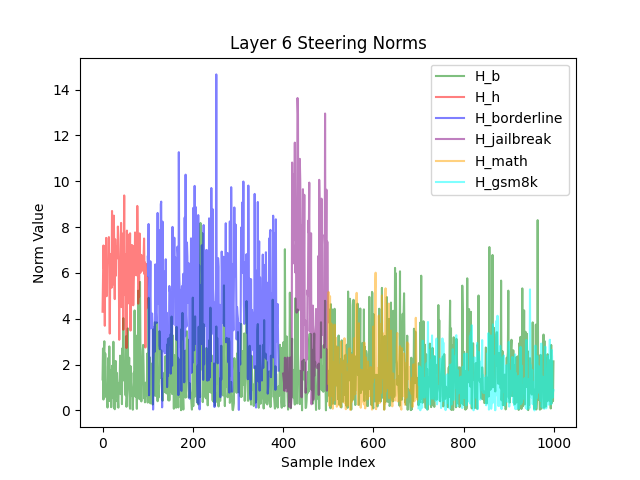 Layer 6 Steering Norms
H_b
H_h
H_borderline
H_jailbreak
H_math
H_gsm8k
14
12
10
8
6
4
2
0
Norm Value
0
200
400
600
800
1000
Sample Index